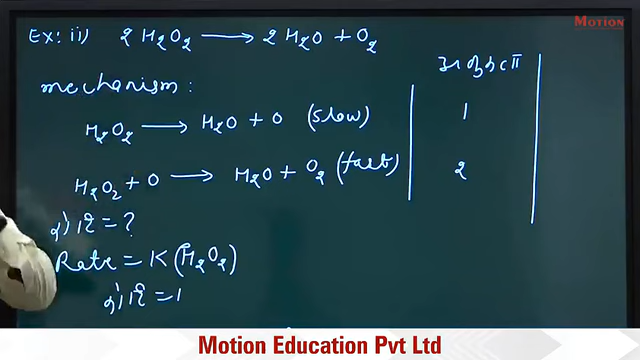 MOTION
Ex: ii) 2 H2O2 ⟶ 2 H2O + O2
mechanism:
H2O2 ⟶ H2O + O (slow) 1
H2O2 + O ⟶ H2O + O2 (fast) 2
= ?
Rate = K (H2O2)
= 1
Motion Education Pvt Ltd